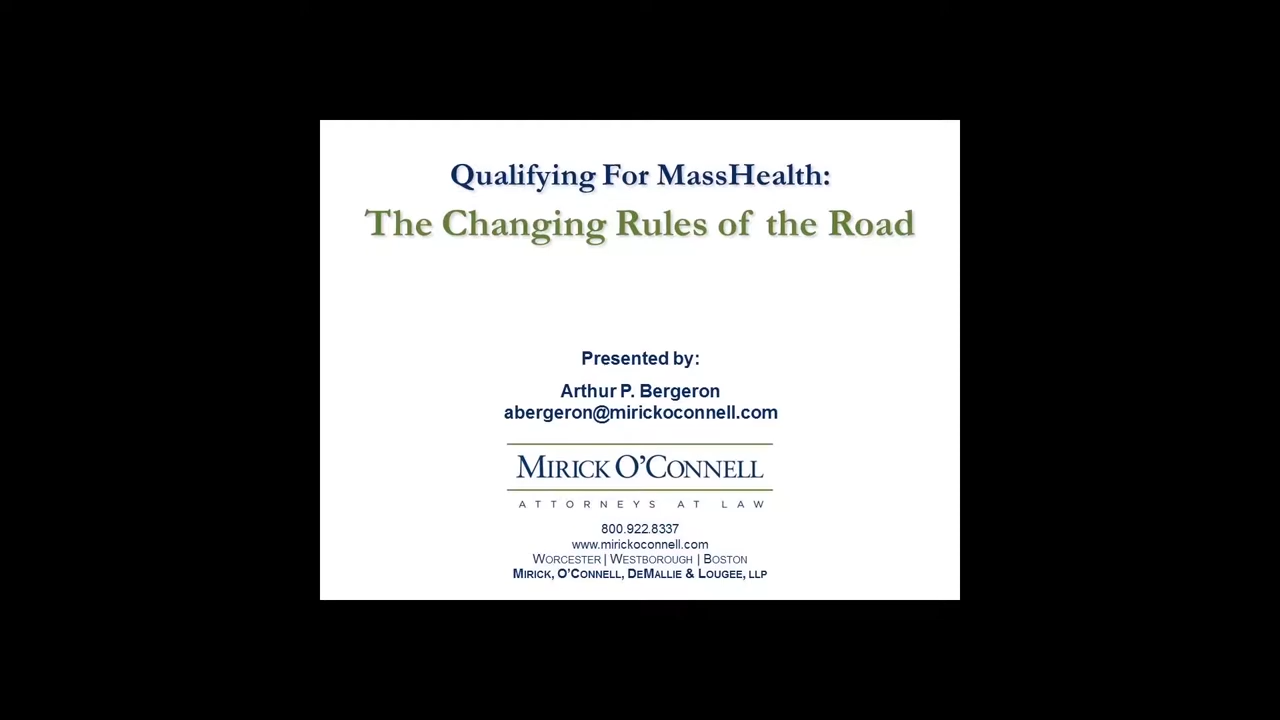 Qualifying For MassHealth:
The Changing Rules of the Road
Presented by:
Arthur P. Bergeron
abergeron@mirickoconnell.com
MIRICK O'CONNELL
ATTORNEYS AT LAW
800.922.8337
www.mirickoconnell.com
WORCESTER | WESTBOROUGH | BOSTON
MIRICK, O'CONNELL, DEMALLIE & LOUGEE, LLP